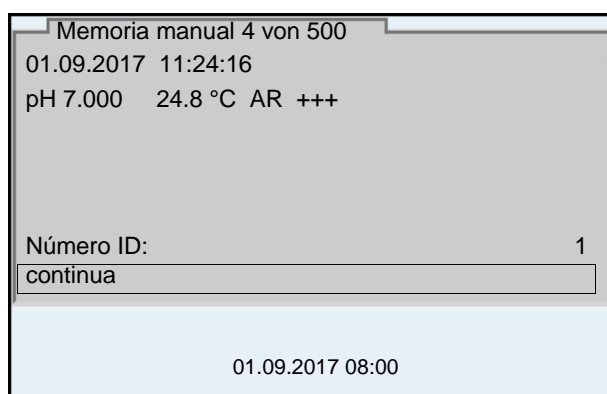 Memoria manual 4 von 500
01.09.2017 11:24:16
pH 7.000 24.8 °C AR +++
Número ID: 1
continua
01.09.2017 08:00